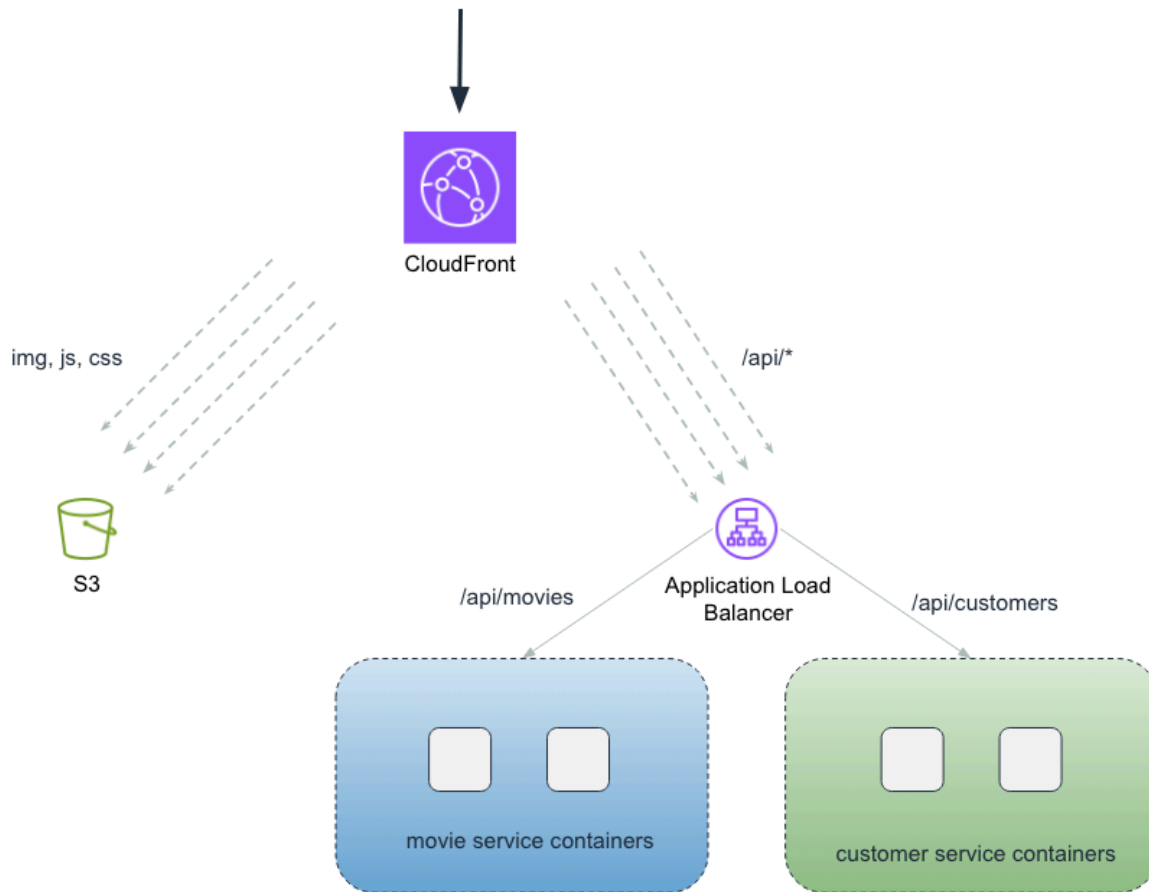 CloudFront
img, js, css
/api/*
S3
Application Load
Balancer
/api/movies
/api/customers
movie service containers
customer service containers